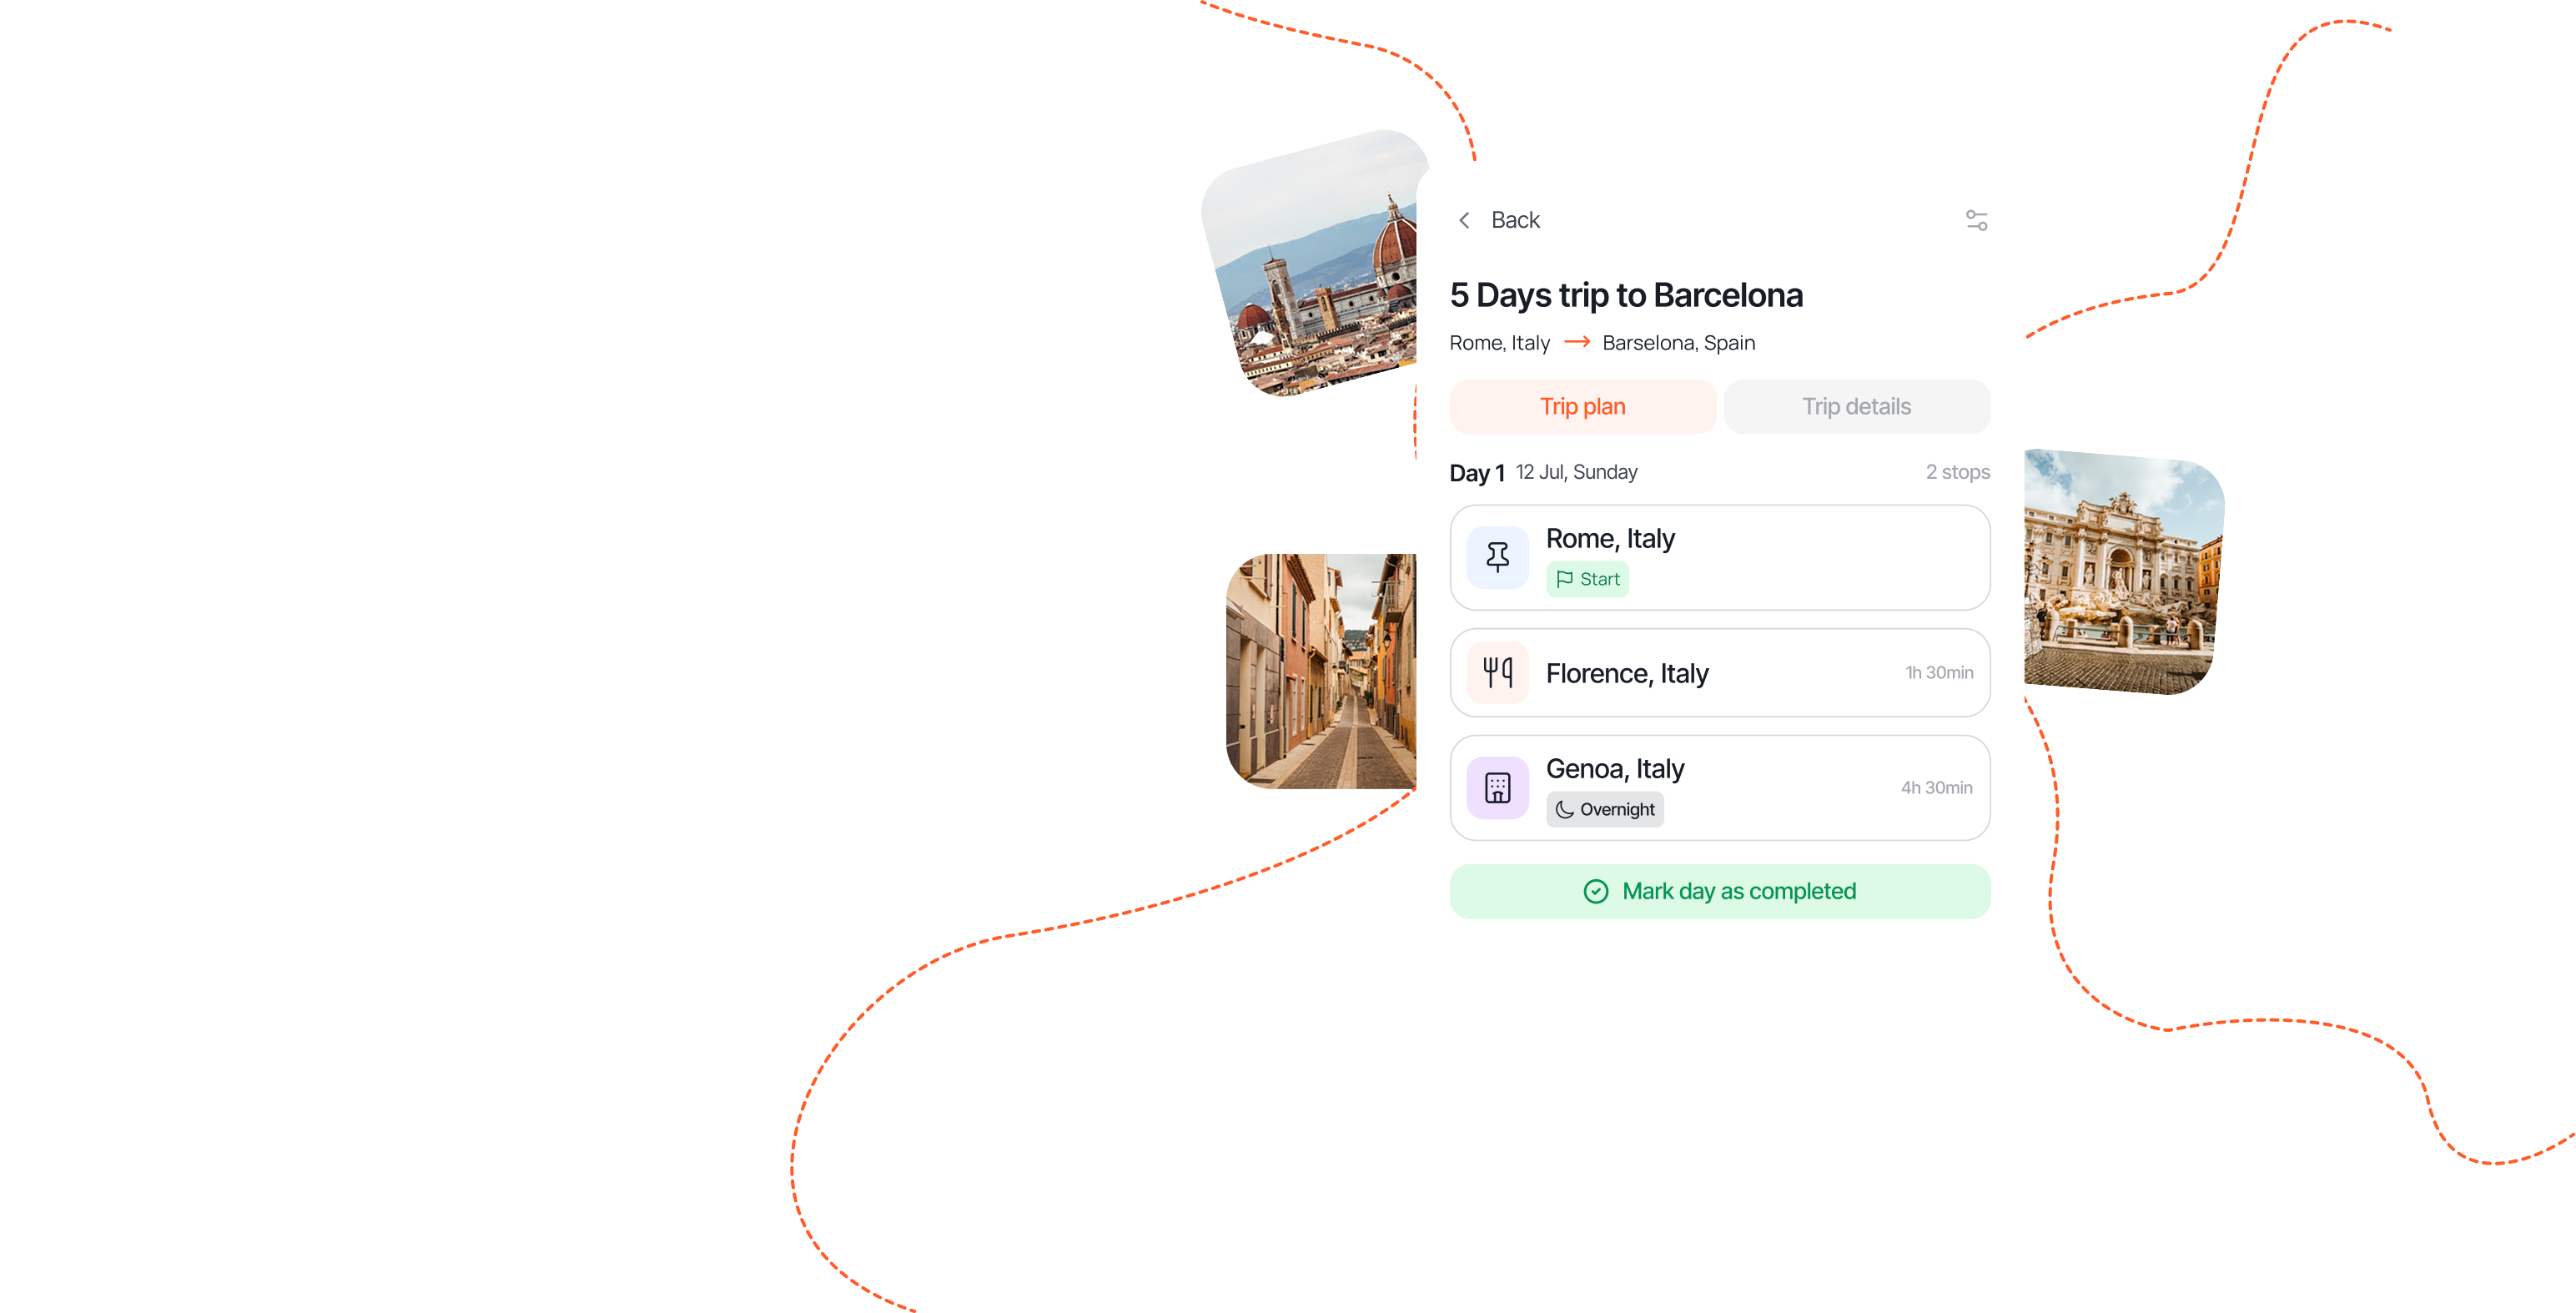 Back
5 Days trip to Barcelona
Rome, Italy → Barselona, Spain
Trip plan Trip details
Day 1 12 Jul, Sunday 2 stops
Rome, Italy
Start
Florence, Italy 1h 30min
Genoa, Italy
4h 30min
Overnight
Mark day as completed